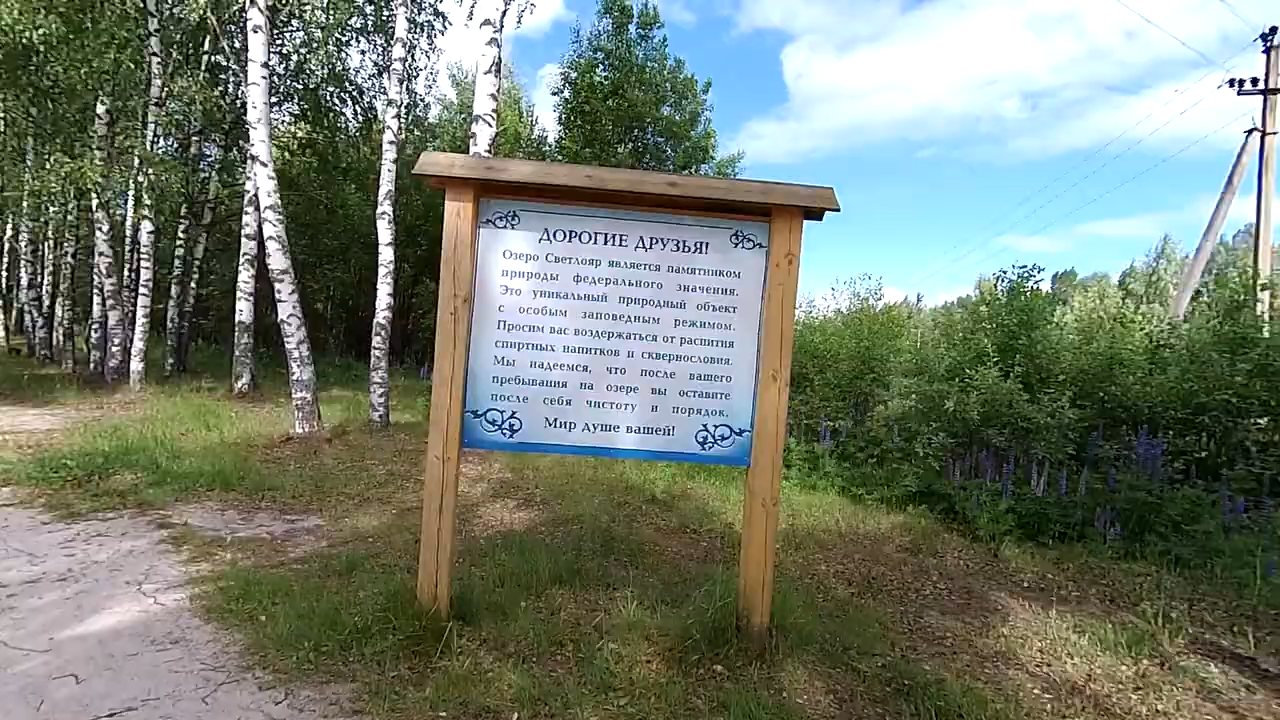 ДОРОГИЕ ДРУЗЬЯ!
Озеро Светлояр является памятником
природы федерального значения.
Это уникальный природный объект
с особым заповедным режимом.
Просим вас воздержаться от распития
спиртных напитков и сквернословия.
Мы надеемся, что после вашего
пребывания на озере вы оставите
после себя чистоту и порядок.
Мир душе вашей!